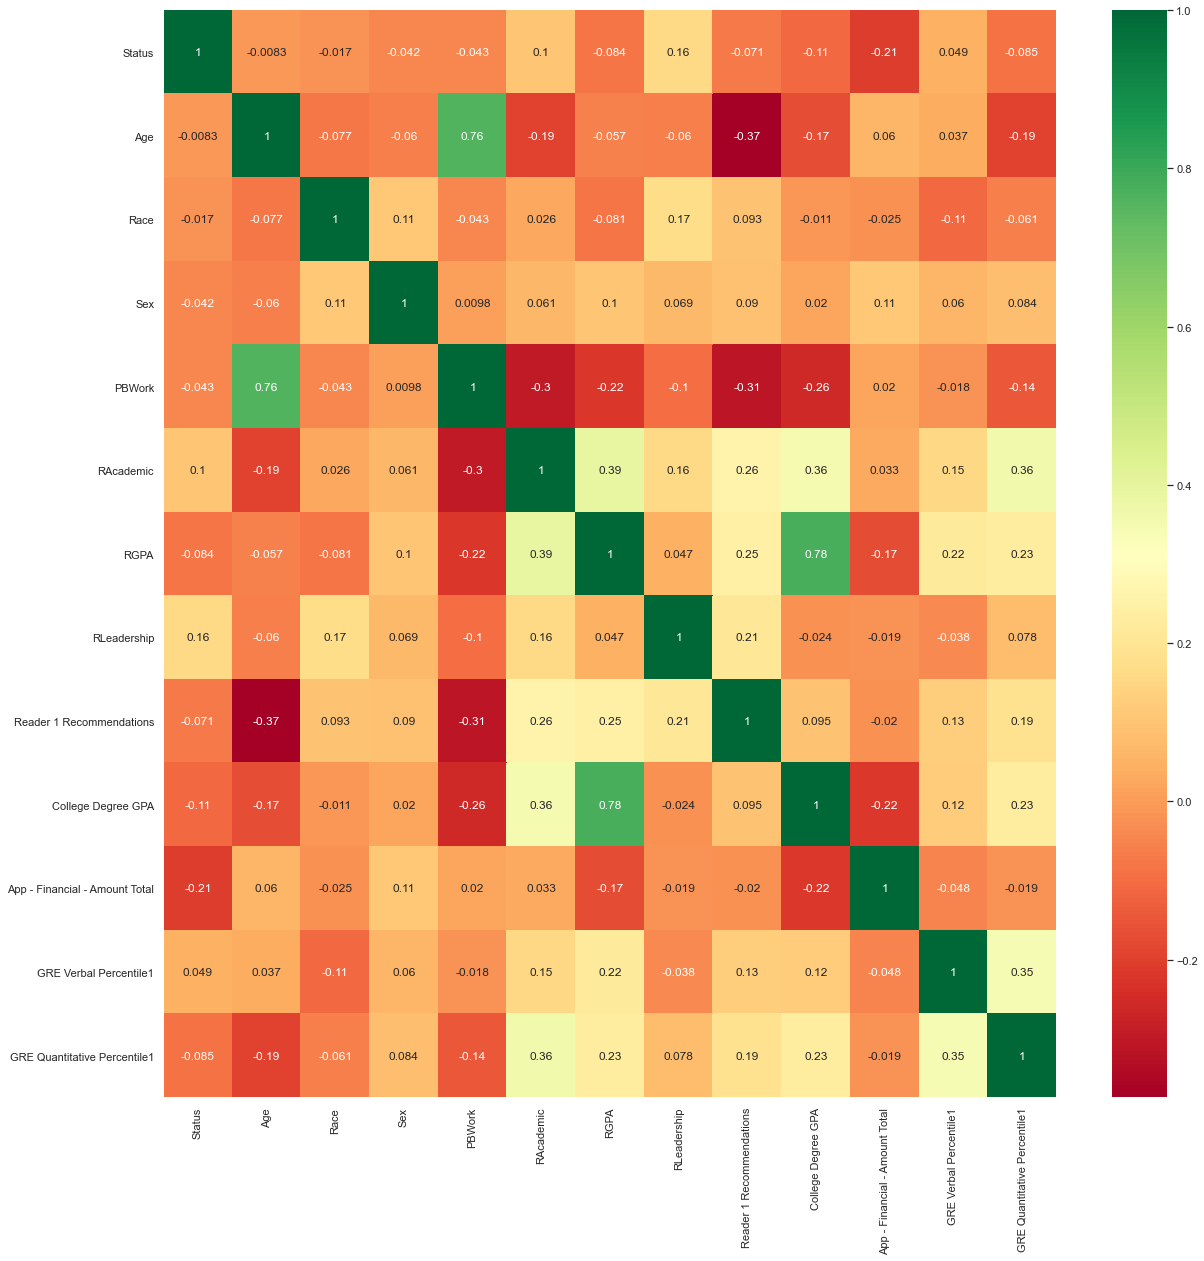 Status 1 -0.0083 -0.017 -0.042 -0.043 0.1 -0.084 0.16 -0.071 -0.11 -0.21 0.049 -0.085
Age -0.0083 1 -0.077 -0.06 0.76 -0.19 -0.057 -0.06 -0.37 -0.17 0.06 0.037 -0.19
Race -0.017 -0.077 1 0.11 -0.043 0.026 -0.081 0.17 0.093 -0.011 -0.025 -0.11 -0.061
Sex -0.042 -0.06 0.11 1 0.0098 0.061 0.1 0.069 0.09 0.02 0.11 0.06 0.084
PBWork -0.043 0.76 -0.043 0.0098 1 -0.3 -0.22 -0.1 -0.31 -0.26 0.02 -0.018 -0.14
RAcademic 0.1 -0.19 0.026 0.061 -0.3 1 0.39 0.16 0.26 0.36 0.033 0.15 0.36
RGPA -0.084 -0.057 -0.081 0.1 -0.22 0.39 1 0.047 0.25 0.78 -0.17 0.22 0.23
RLeadership 0.16 -0.06 0.17 0.069 -0.1 0.16 0.047 1 0.21 -0.024 -0.019 -0.038 0.078
Reader 1 Recommendations -0.071 -0.37 0.093 0.09 -0.31 0.26 0.25 0.21 1 0.095 -0.02 0.13 0.19
College Degree GPA -0.11 -0.17 -0.011 0.02 -0.26 0.36 0.78 -0.024 0.095 1 -0.22 0.12 0.23
App - Financial - Amount Total -0.21 0.06 -0.025 0.11 0.02 0.033 -0.17 -0.019 -0.02 -0.22 1 -0.048 -0.019
GRE Verbal Percentile1 0.049 0.037 -0.11 0.06 -0.018 0.15 0.22 -0.038 0.13 0.12 -0.048 1 0.35
GRE Quantitative Percentile1 -0.085 -0.19 -0.061 0.084 -0.14 0.36 0.23 0.078 0.19 0.23 -0.019 0.35 1
Status
Age
Race
Sex
PBWork
RAcademic
RGPA
RLeadership
Reader 1 Recommendations
College Degree GPA
App - Financial - Amount Total
GRE Verbal Percentile1
GRE Quantitative Percentile1
1.0
0.8
0.6
0.4
0.2
0.0
−0.2